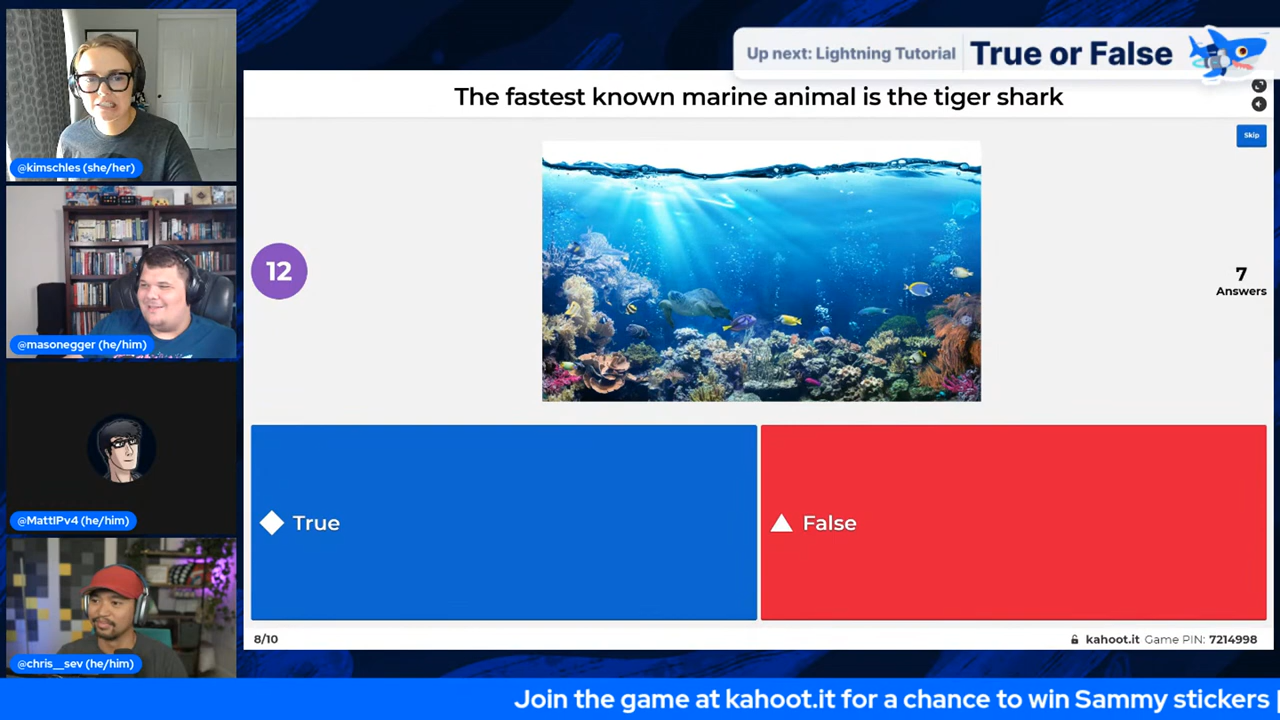 @kimschles (she/her)
@masonegger (he/him)
@MattIPv4 (he/him)
@chris__sev (he/him)
Up next: Lightning Tutorial
True or False
The fastest known marine animal is the tiger shark
Skip
12
7
Answers
True
False
8/10
kahoot.it Game PIN: 7214998
Join the game at kahoot.it for a chance to win Sammy stickers |